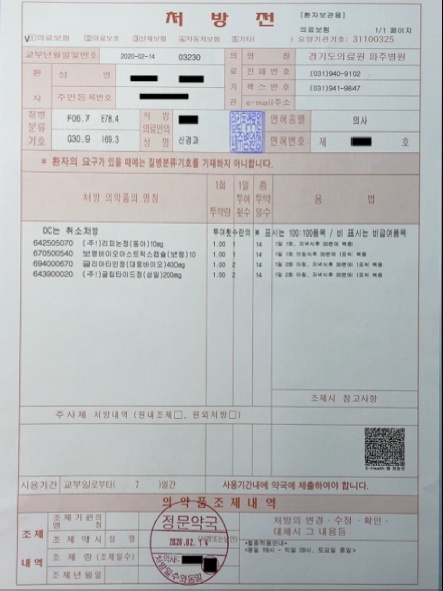 처방전 [환자보관용]
①의료보험 ②의료보호 ③산재보험 ④자동차보험 ⑤기타( ) 의료보험 1/1 페이지
요양기관기호: 31100325
교부년월일및번호 2020-02-14 03230
의료기관
명칭 경기도의료원 파주병원
전화번호 (031)940-9102
팩스번호 (031)941-9847
e-mail주소
환자
성명
주민등록번호
질병분류기호
F06.7 E78.4
G30.9 I69.3
처방
의료인의
성명
신경과
면허종별 의사
면허번호 제 호
* 환자의 요구가 있을 때에는 질병분류기호를 기재하지 아니합니다.
처방 의약품의 명칭 1회투약량 1일투여횟수 총투약일수 용법
DC는 취소처방
투여횟수란의 ※ 표시는 100:100품목 / 비 표시는 비급여품목
642505070 (주!)리피논정(동아)10mg 1.00 1 14 1일 1회, 저녁식후 30분에 복용
670500540 보령바이오아스트릭스캡슐(보령)10 1.00 1 14 1일 1회 아침식후 30분에 1포씩 복용
694000670 글리아타민정(대웅바이오)400mg 1.00 2 14 1일 2회 아침, 저녁식후 30분에 1포씩 복용
643900020 (주!)글립타이드정(삼일)200mg 1.00 2 14 1일 2회 아침, 저녁식후 30분에 1포씩 복용
조제시 참고사항
주사제 처방내역 (원내조제□, 원외처방□)
사용기간 교부일로부터( 7 )일간 사용기간내에 약국에 제출하여야 합니다.
의약품조제내역
조제내역
조제기관의 명칭
조제약사 성명
조제량(조제일수)
조제년월일
정문약국
2020.02.14
처방의 변경·수정·확인·
대체시 그 내용등